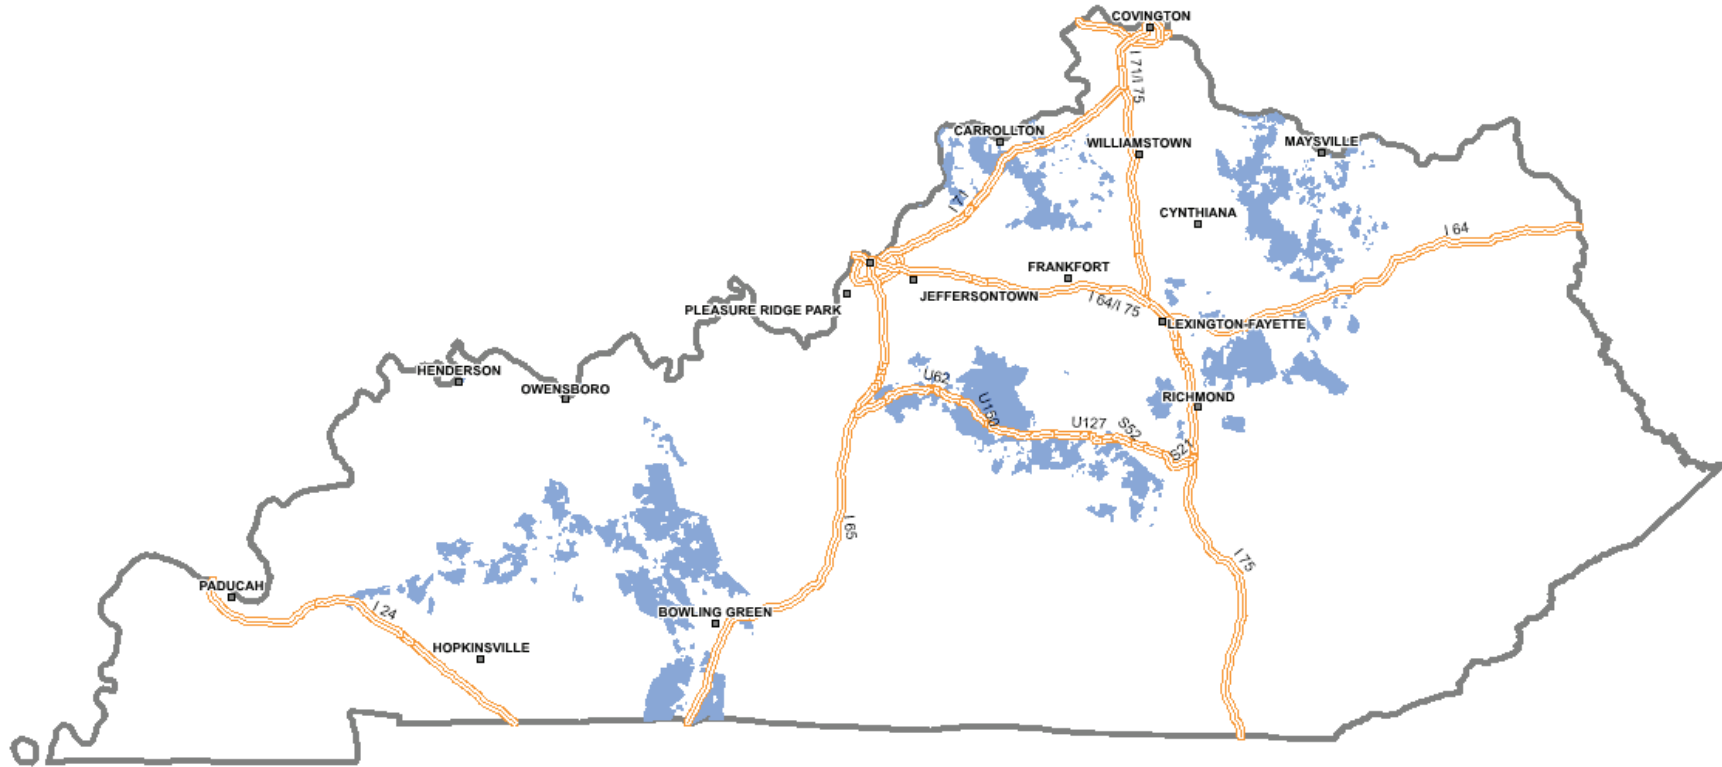 COVINGTON
I 71/I 75
CARROLLTON
WILLIAMSTOWN
MAYSVILLE
I 71
CYNTHIANA
I 64
FRANKFORT
JEFFERSONTOWN
I 64/I 75
PLEASURE RIDGE PARK
LEXINGTON-FAYETTE
HENDERSON
OWENSBORO
U62
U150
RICHMOND
U127
S52
S21
I 65
I 75
PADUCAH
I 24
BOWLING GREEN
HOPKINSVILLE